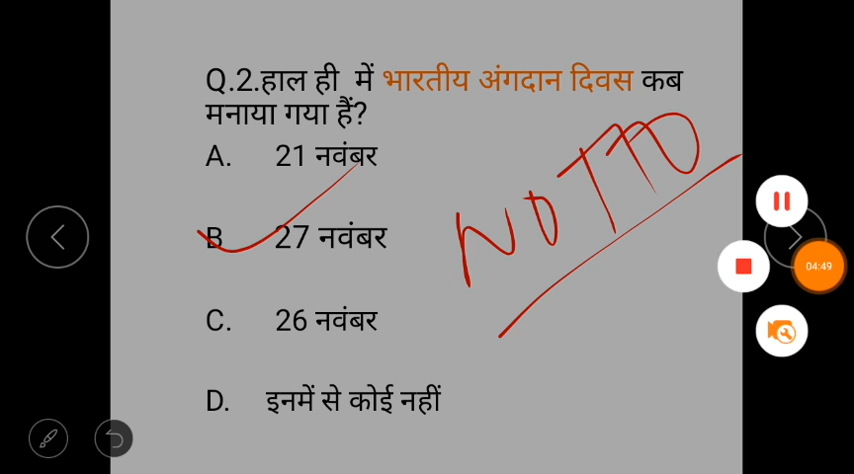 Q.2.हाल ही में भारतीय अंगदान दिवस कब
मनाया गया हैं?
A. 21 नवंबर
B 27 नवंबर
NOTTO
C. 26 नवंबर
D. इनमें से कोई नहीं
04:49